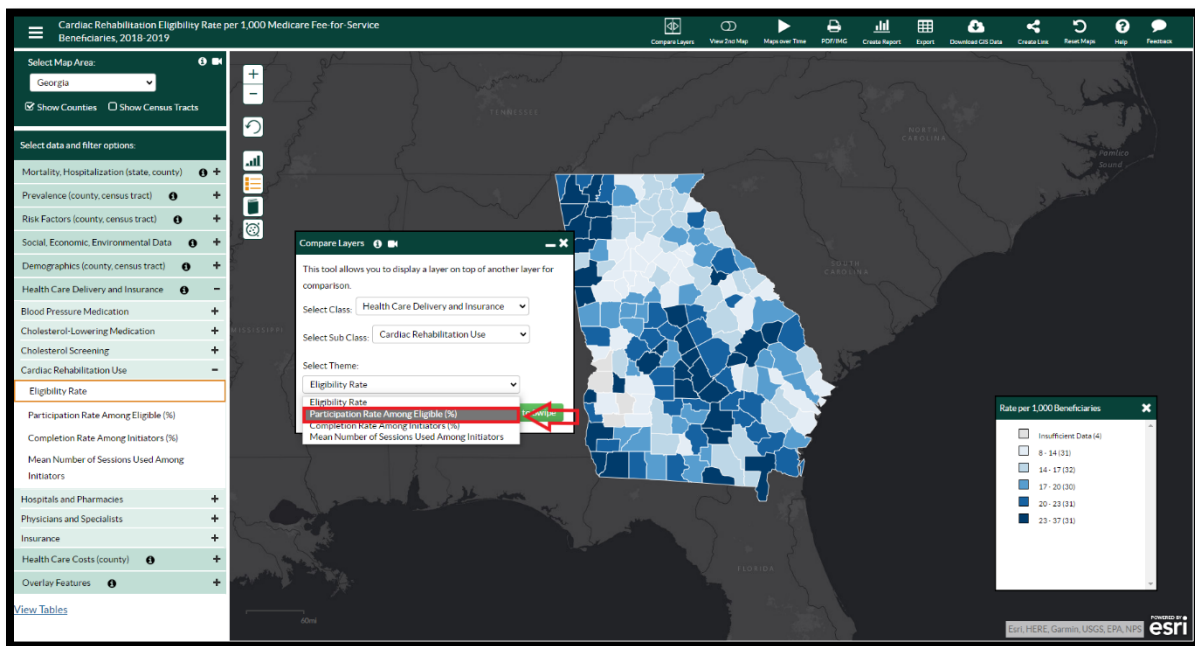 Cardiac Rehabilitation Eligibility Rate per 1,000 Medicare Fee-for-Service
Beneficiaries, 2018-2019
Compare Layers
View 2nd Map
Maps over Time
PDF/IMG
Create Report
Export
Download GIS Data
Create Link
Reset Maps
Help
Feedback
Select Map Area:
Georgia
Show Counties
Show Census Tracts
Select data and filter options:
Mortality, Hospitalization (state, county)
Prevalence (county, census tract)
Risk Factors (county, census tract)
Social, Economic, Environmental Data
Demographics (county, census tract)
Health Care Delivery and Insurance
Blood Pressure Medication
Cholesterol-Lowering Medication
Cholesterol Screening
Cardiac Rehabilitation Use
Eligibility Rate
Participation Rate Among Eligible (%)
Completion Rate Among Initiators (%)
Mean Number of Sessions Used Among
Initiators
Hospitals and Pharmacies
Physicians and Specialists
Insurance
Health Care Costs (county)
Overlay Features
View Tables
TENNESSEE
NORTH
CAROLINA
Pamlico
Sound
SOUTH
CAROLINA
MISSISSIPPI
FLORIDA
60mi
Compare Layers
This tool allows you to display a layer on top of another layer for
comparison.
Select Class: Health Care Delivery and Insurance
Select Sub Class: Cardiac Rehabilitation Use
Select Theme:
Eligibility Rate
Eligibility Rate
Participation Rate Among Eligible (%)
Completion Rate Among Initiators (%)
Mean Number of Sessions Used Among Initiators
Swipe
Rate per 1,000 Beneficiaries
Insufficient Data (4)
8 - 14 (31)
14 - 17 (32)
17 - 20 (30)
20 - 23 (31)
23 - 37 (31)
Esri, HERE, Garmin, USGS, EPA, NPS
POWERED BY
esri